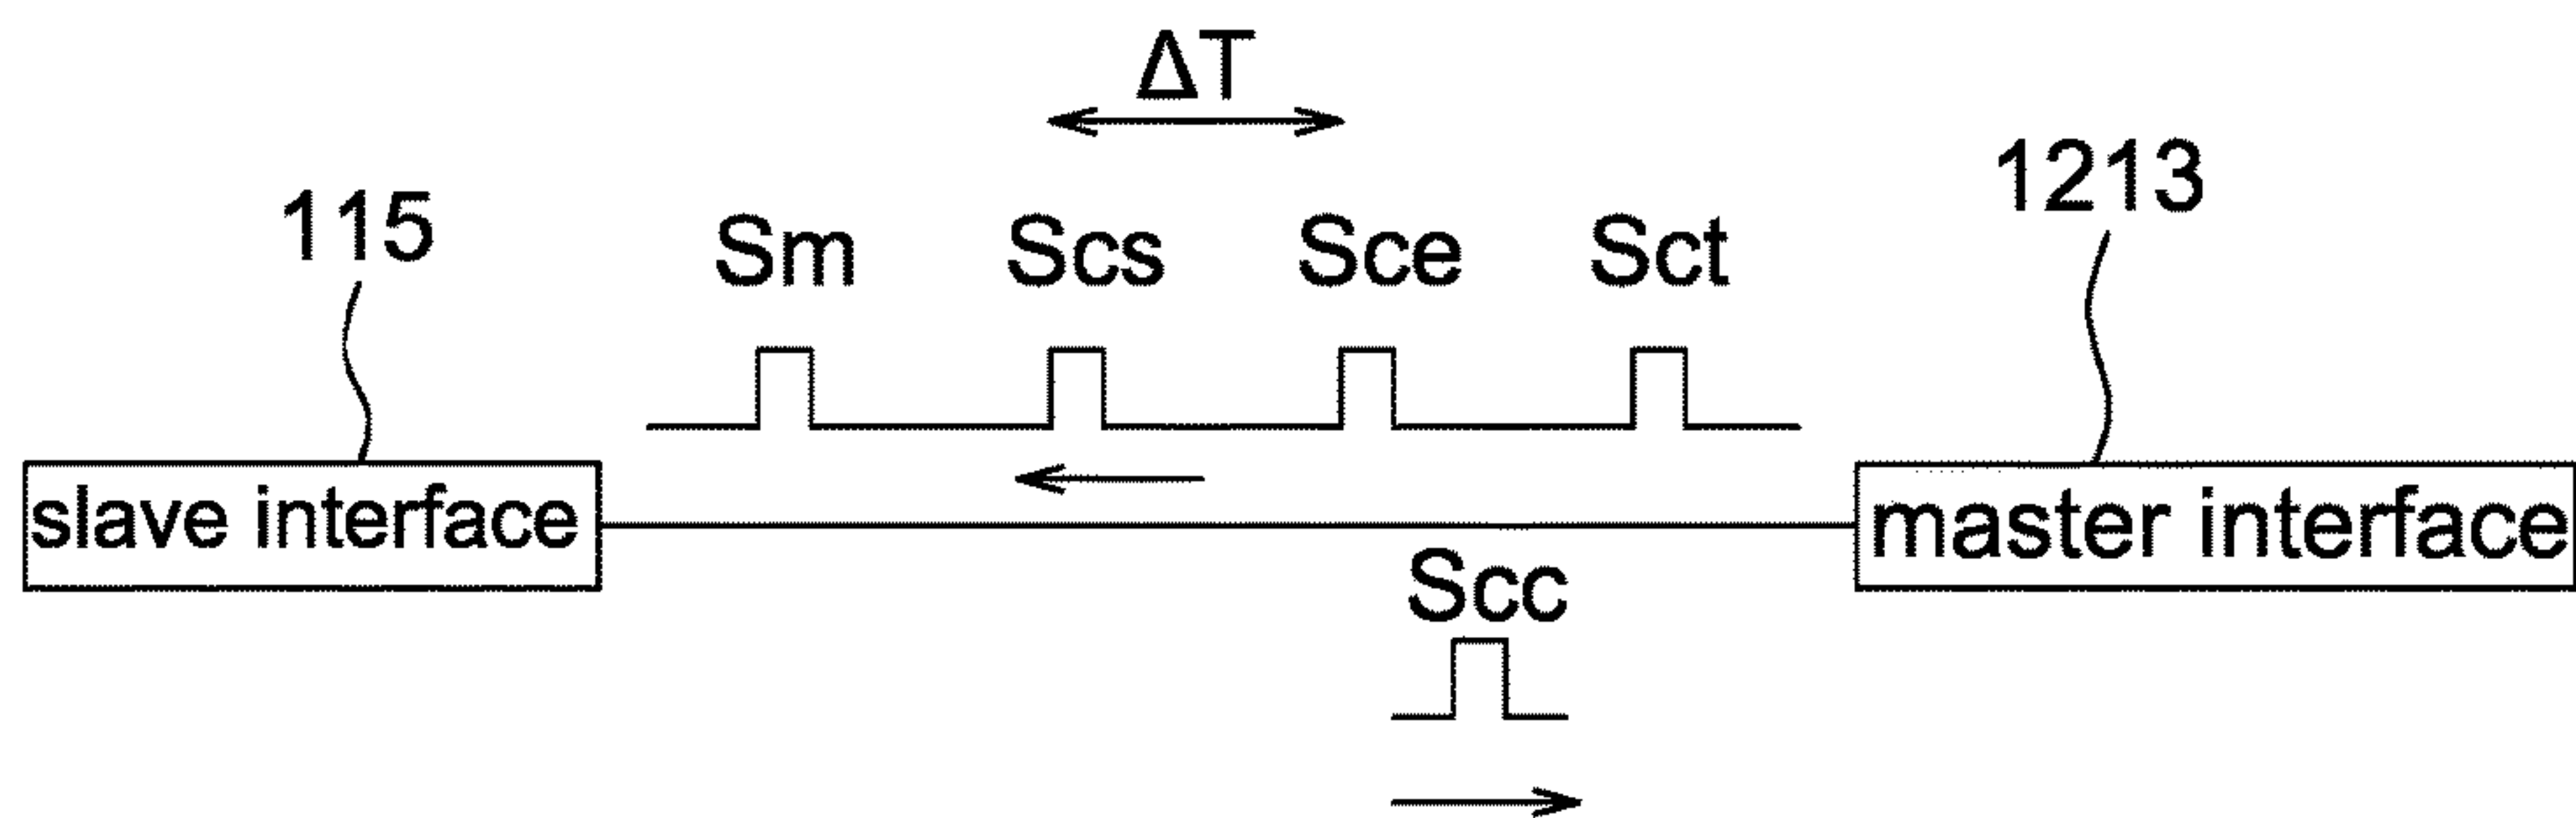 ΔT
115
1213
Sm Scs Sce Sct
slave interface
master interface
Scc